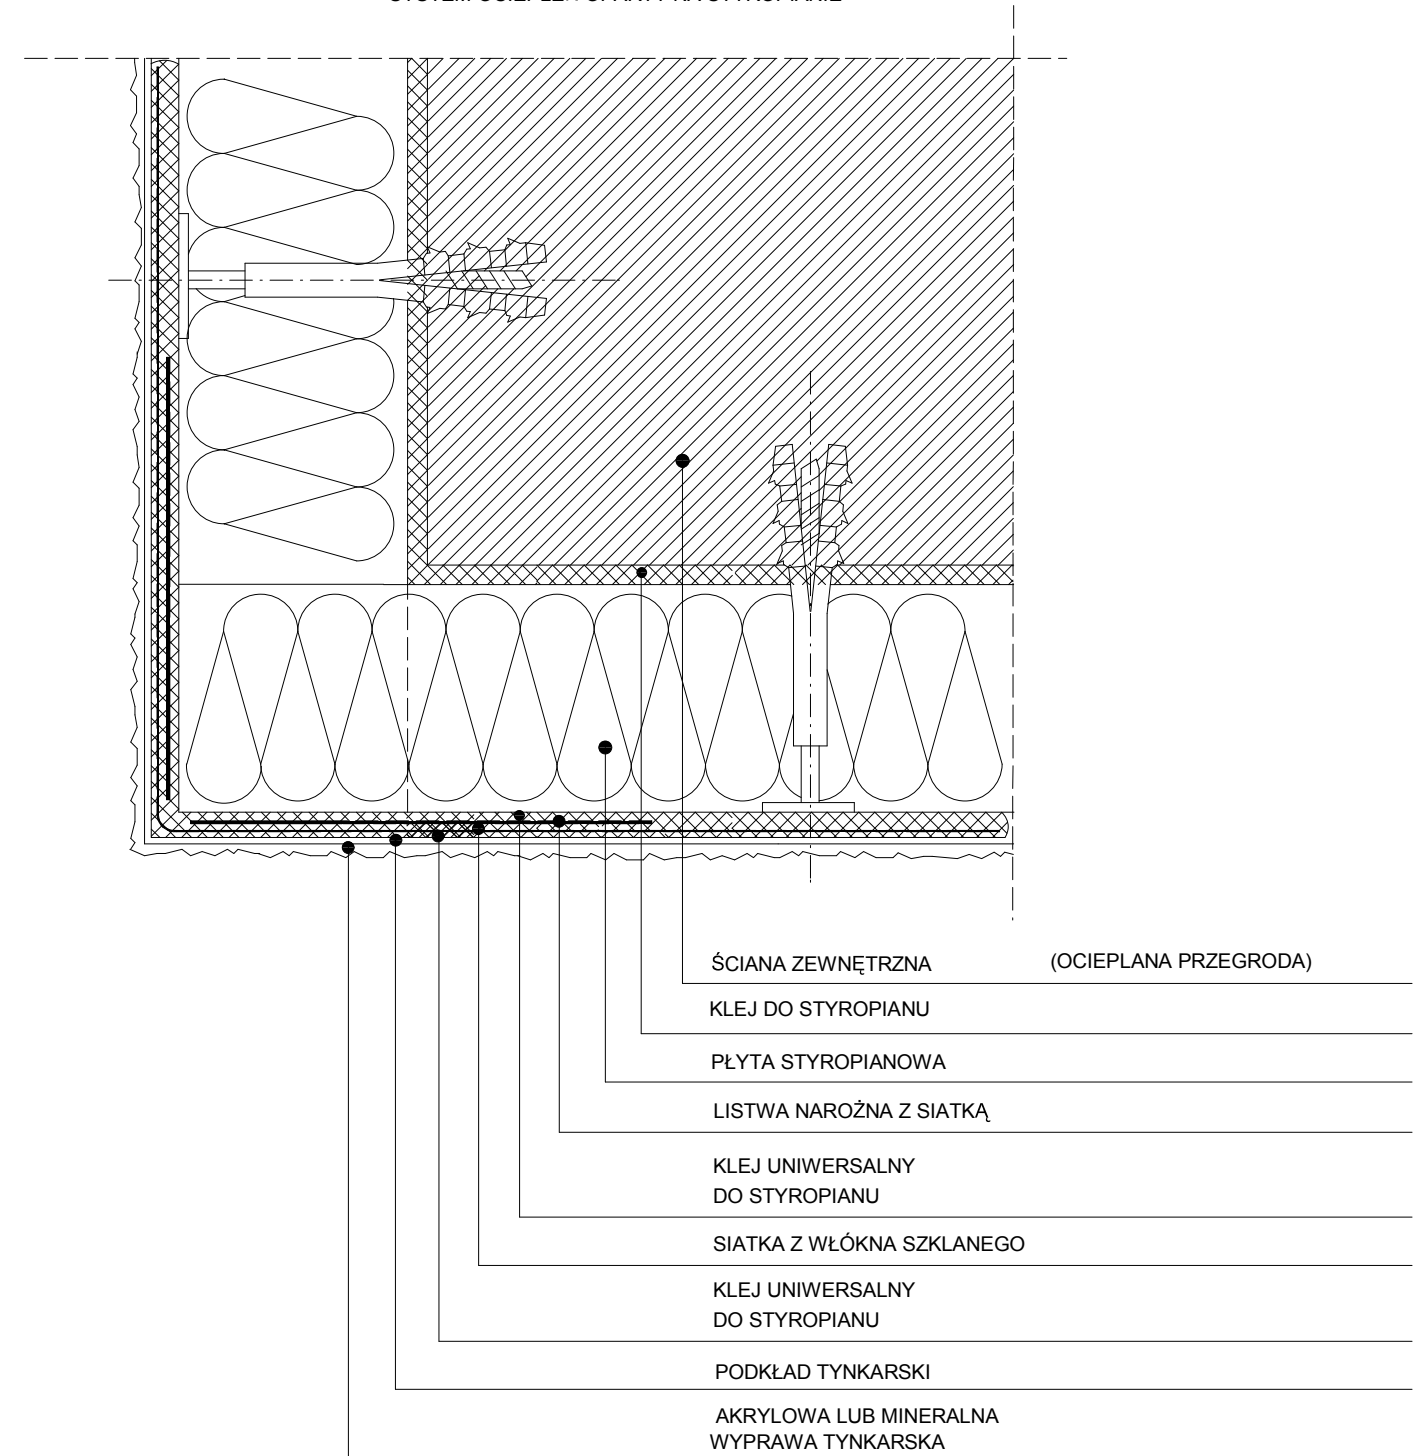 ŚCIANA ZEWNĘTRZNA (OCIEPLANA PRZEGRODA)
KLEJ DO STYROPIANU
PŁYTA STYROPIANOWA
LISTWA NAROŻNA Z SIATKĄ
KLEJ UNIWERSALNY
DO STYROPIANU
SIATKA Z WŁÓKNA SZKLANEGO
KLEJ UNIWERSALNY
DO STYROPIANU
PODKŁAD TYNKARSKI
AKRYLOWA LUB MINERALNA
WYPRAWA TYNKARSKA